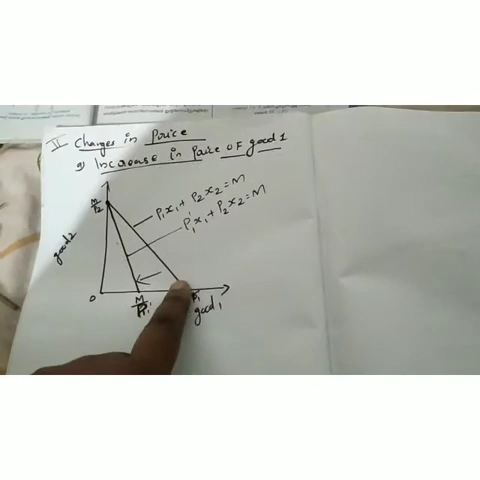 II Changes in Price
a) Increase in Price OF good 1
M/P2
P1x1 + P2x2 = M
P1'x1 + P2x2 = M
good 2
0
M/P1'
P1
good 1